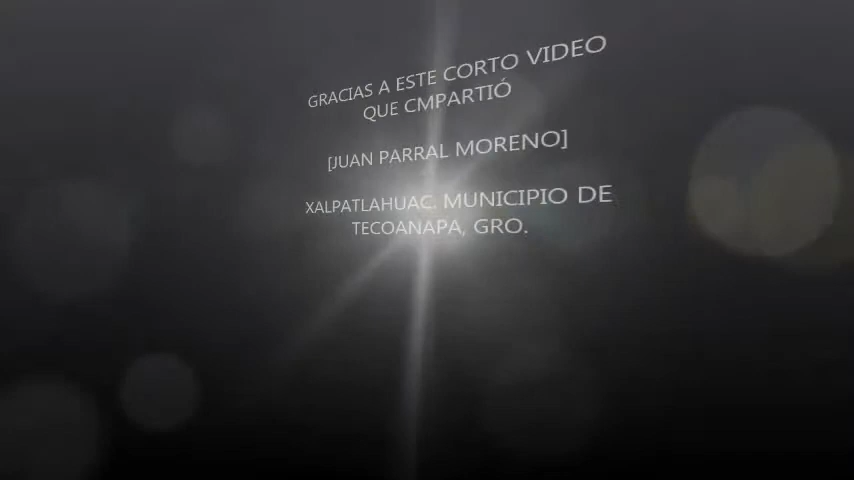 GRACIAS A ESTE CORTO VIDEO
QUE CMPARTIÓ
[JUAN PARRAL MORENO]
XALPATLAHUAC. MUNICIPIO DE
TECOANAPA, GRO.